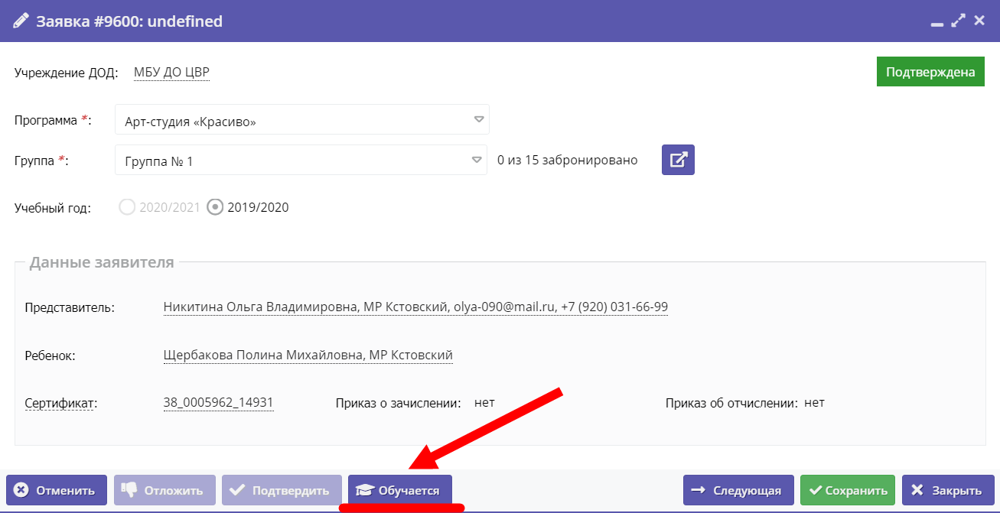 Заявка #9600: undefined
Учреждение ДОД: МБУ ДО ЦВР
Подтверждена
Программа *: Арт-студия «Красиво»
Группа *: Группа № 1 0 из 15 забронировано
Учебный год: 2020/2021 2019/2020
Данные заявителя
Представитель: Никитина Ольга Владимировна, МР Кстовский, olya-090@mail.ru, +7 (920) 031-66-99
Ребенок: Щербакова Полина Михайловна, МР Кстовский
Сертификат: 38_0005962_14931 Приказ о зачислении: нет Приказ об отчислении: нет
Отменить Отложить Подтвердить Обучается Следующая Сохранить Закрыть